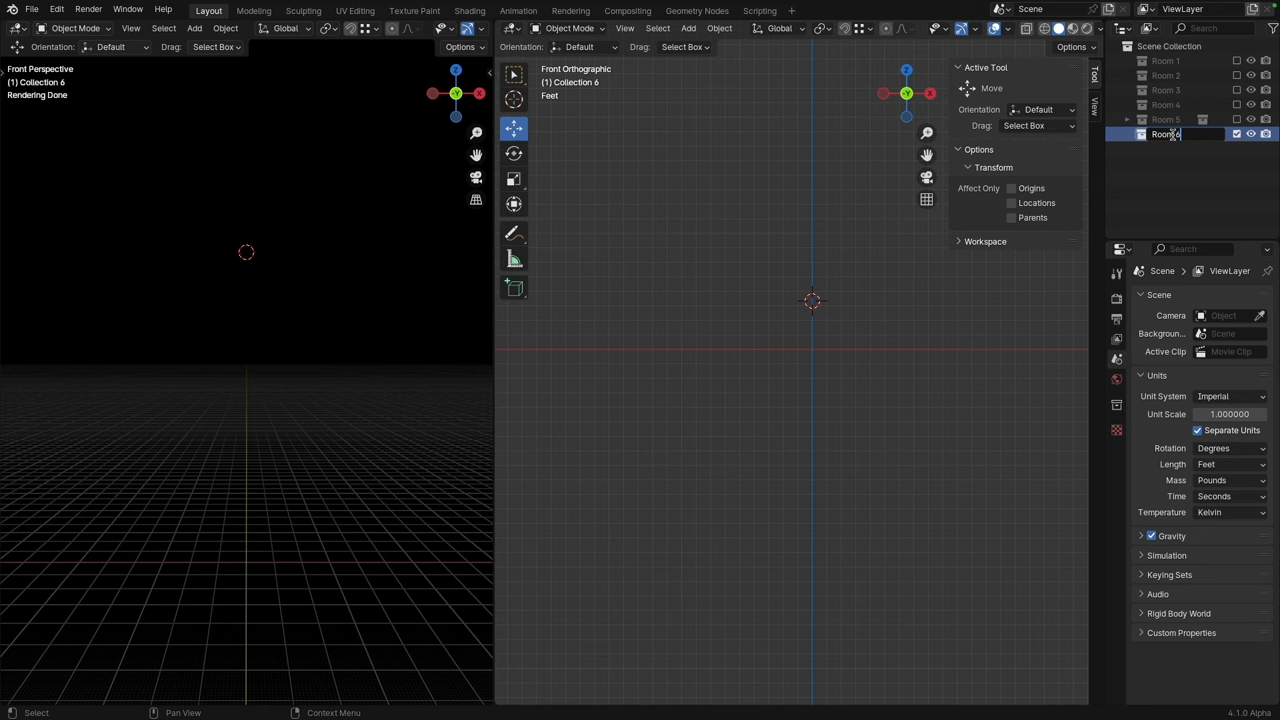 File Edit Render Window Help
Layout Modeling Sculpting UV Editing Texture Paint Shading Animation Rendering Compositing Geometry Nodes Scripting +
Scene ViewLayer
Object Mode View Select Add Object Global
Object Mode View Select Add Object Global
Search
Orientation: Default Drag: Select Box Options
Orientation: Default Drag: Select Box Options
Front Perspective
(1) Collection 6
Rendering Done
Z
-Y
X
Front Orthographic
(1) Collection 6
Feet
Z
-Y
X
Active Tool
Move
Orientation Default
Drag: Select Box
Options
Transform
Affect Only Origins
Locations
Parents
Workspace
Tool
View
Scene Collection
Room 1
Room 2
Room 3
Room 4
Room 5
Room 6
Search
Scene ViewLayer
Scene
Camera Object
Backgroun... Scene
Active Clip Movie Clip
Units
Unit System Imperial
Unit Scale 1.000000
Separate Units
Rotation Degrees
Length Feet
Mass Pounds
Time Seconds
Temperature Kelvin
Gravity
Simulation
Keying Sets
Audio
Rigid Body World
Custom Properties
Select Pan View Context Menu 4.1.0 Alpha